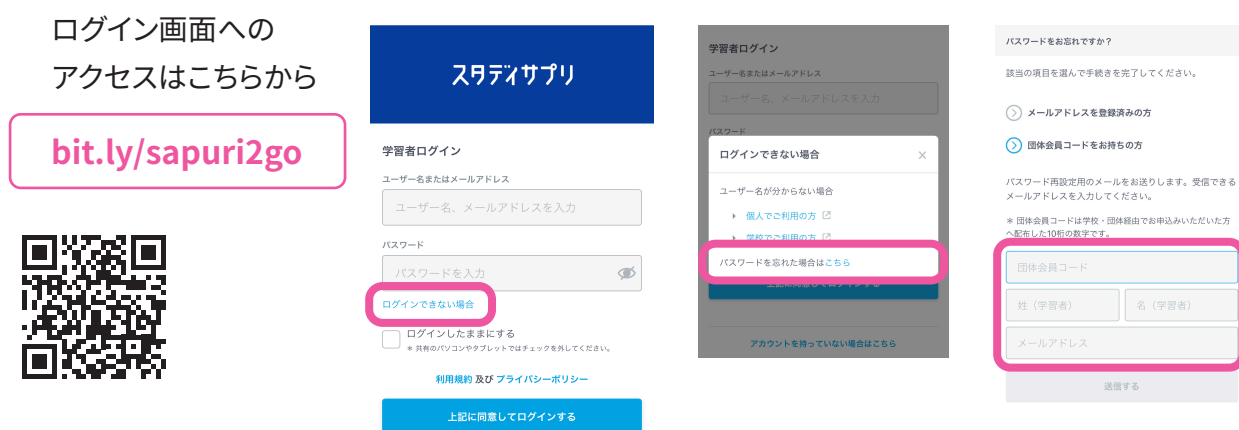 ログイン画面への
アクセスはこちらから
bit.ly/sapuri2go
スタディサプリ
学習者ログイン
ユーザー名またはメールアドレス
ユーザー名、メールアドレスを入力
パスワード
パスワードを入力
ログインできない場合
ログインしたままにする
* 共有のパソコンやタブレットではチェックを外してください。
利用規約 及び プライバシーポリシー
上記に同意してログインする
学習者ログイン
ユーザー名またはメールアドレス
ユーザー名、メールアドレスを入力
パスワード
ログインできない場合
ユーザー名が分からない場合
個人でご利用の方
学校でご利用の方
パスワードを忘れた場合はこちら
上記に同意してログインする
アカウントを持っていない場合はこちら
パスワードをお忘れですか?
該当の項目を選んで手続きを完了してください。
メールアドレスを登録済みの方
団体会員コードをお持ちの方
パスワード再設定用のメールをお送りします。受信できる
メールアドレスを入力してください。
* 団体会員コードは学校・団体経由でお申込みいただいた方
へ配布した10桁の数字です。
団体会員コード
姓（学習者） 名（学習者）
メールアドレス
送信する